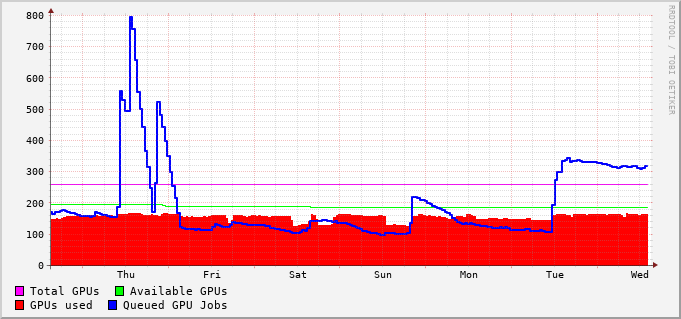 800
700
600
500
400
300
200
100
0
Thu Fri Sat Sun Mon Tue Wed
Total GPUs Available GPUs
GPUs used Queued GPU Jobs
RRDTOOL / TOBI OETIKER